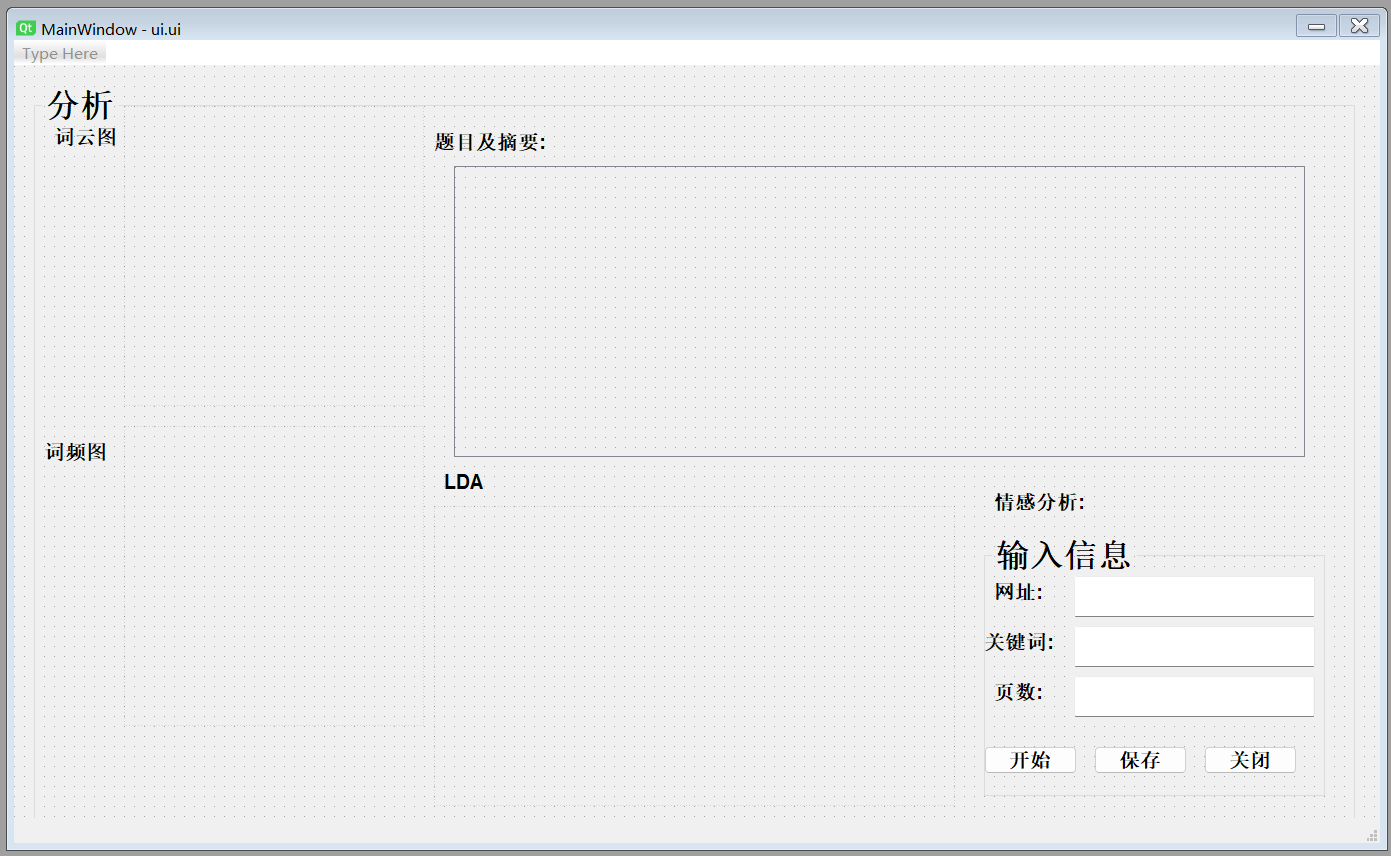 MainWindow - ui.ui
Type Here
分析
词云图
题目及摘要:
词频图
LDA
情感分析:
输入信息
网址:
关键词:
页数:
开始 保存 关闭